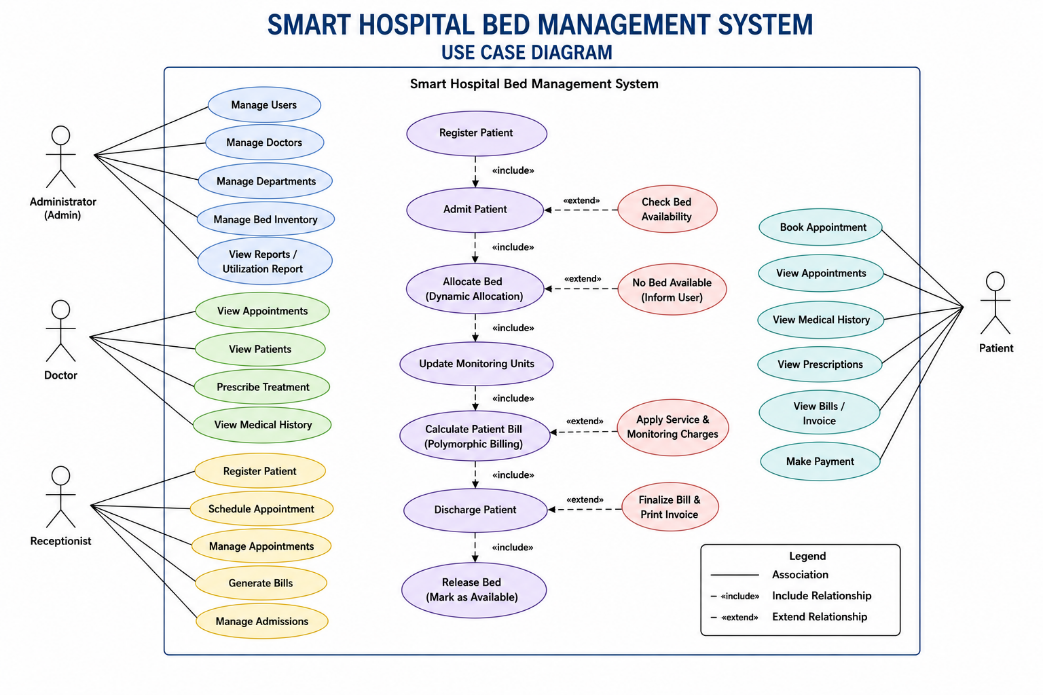 SMART HOSPITAL BED MANAGEMENT SYSTEM
USE CASE DIAGRAM
Smart Hospital Bed Management System
Administrator
(Admin)
Manage Users
Manage Doctors
Manage Departments
Manage Bed Inventory
View Reports /
Utilization Report
Doctor
View Appointments
View Patients
Prescribe Treatment
View Medical History
Receptionist
Register Patient
Schedule Appointment
Manage Appointments
Generate Bills
Manage Admissions
Register Patient
«include»
Admit Patient
«extend»
Check Bed
Availability
«include»
Allocate Bed
(Dynamic Allocation)
«extend»
No Bed Available
(Inform User)
«include»
Update Monitoring Units
«include»
Calculate Patient Bill
(Polymorphic Billing)
«extend»
Apply Service &
Monitoring Charges
«include»
Discharge Patient
«extend»
Finalize Bill &
Print Invoice
«include»
Release Bed
(Mark as Available)
Book Appointment
View Appointments
View Medical History
View Prescriptions
View Bills /
Invoice
Make Payment
Patient
Legend
Association
«include» Include Relationship
«extend» Extend Relationship